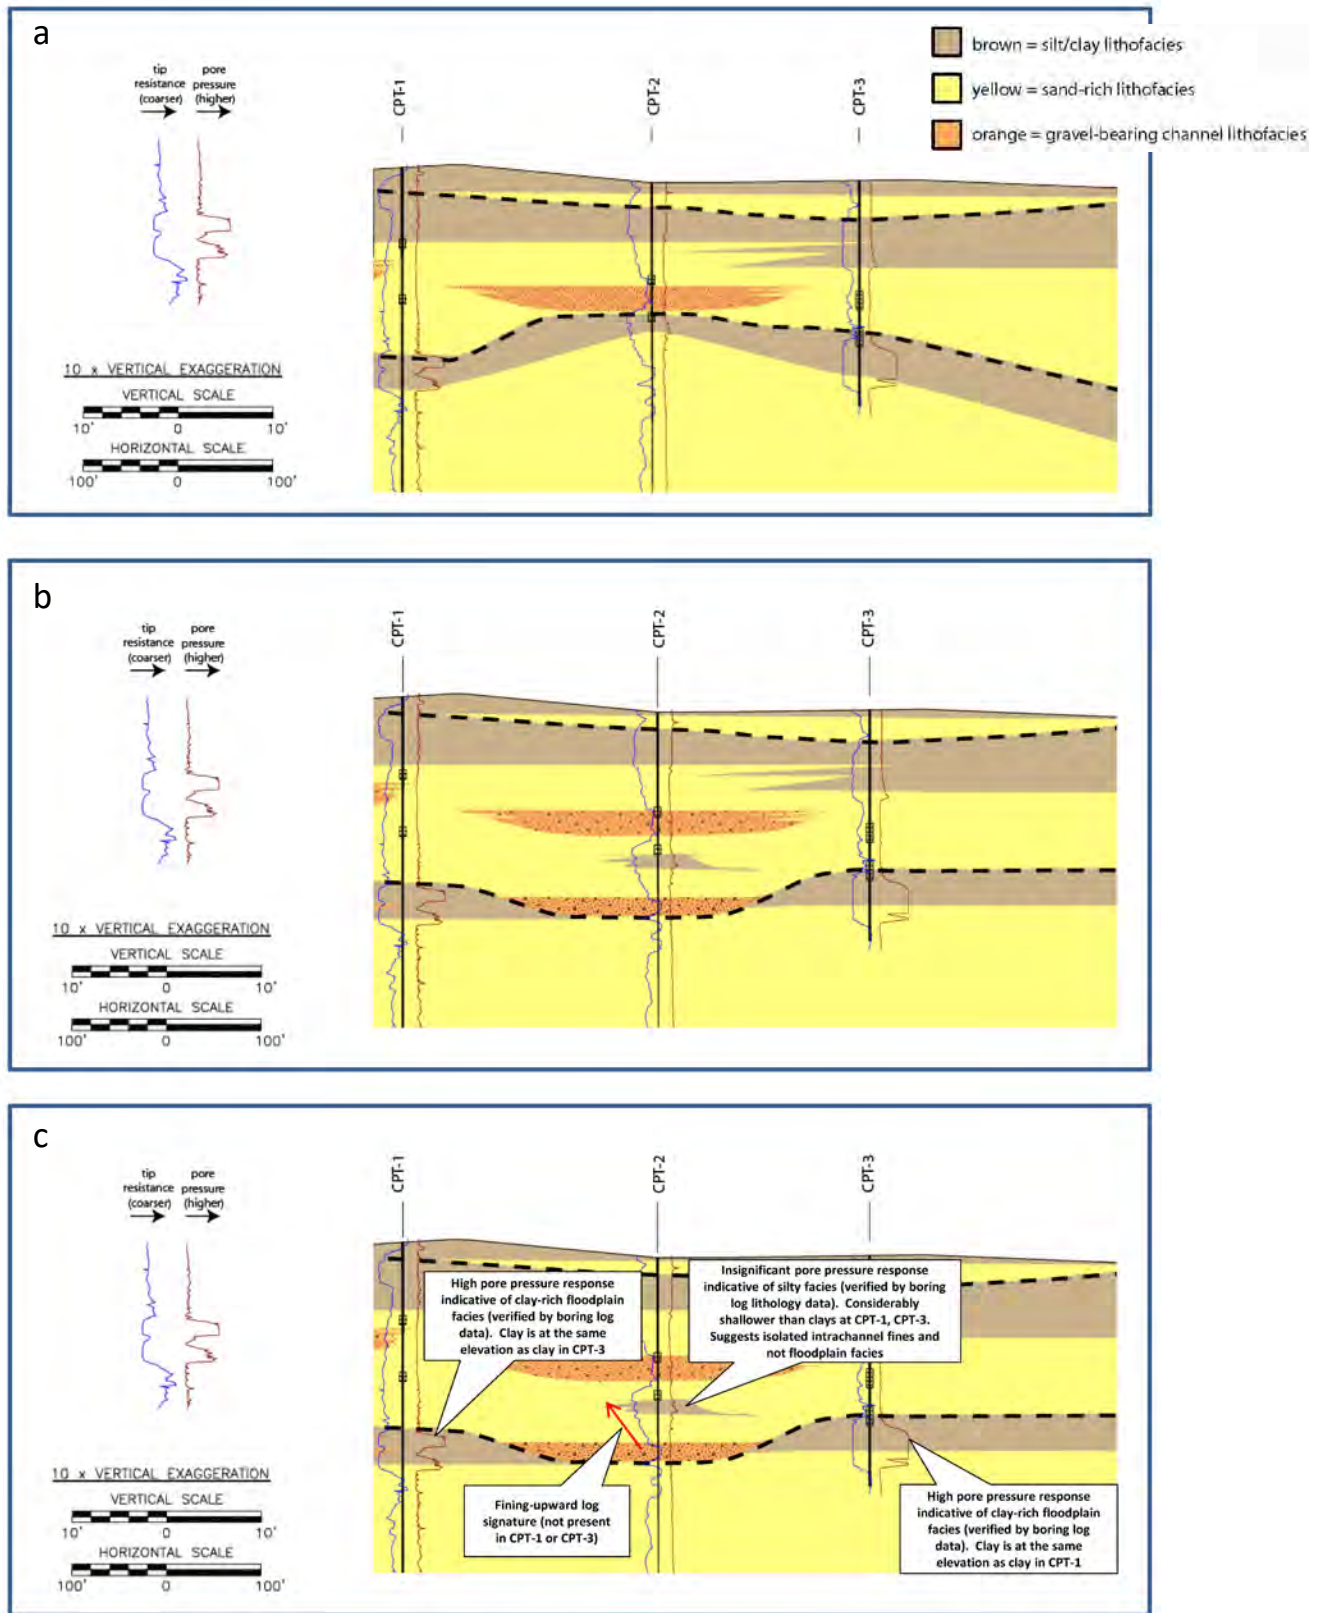 a
tip
resistance
(coarser)
pore
pressure
(higher)
CPT-1
CPT-2
CPT-3
brown = silt/clay lithofacies
yellow = sand-rich lithofacies
orange = gravel-bearing channel lithofacies
10 x VERTICAL EXAGGERATION
VERTICAL SCALE
10' 0 10'
HORIZONTAL SCALE
100' 0 100'
b
tip
resistance
(coarser)
pore
pressure
(higher)
CPT-1
CPT-2
CPT-3
10 x VERTICAL EXAGGERATION
VERTICAL SCALE
10' 0 10'
HORIZONTAL SCALE
100' 0 100'
c
tip
resistance
(coarser)
pore
pressure
(higher)
CPT-1
CPT-2
CPT-3
High pore pressure response
indicative of clay-rich floodplain
facies (verified by boring log
data). Clay is at the same
elevation as clay in CPT-3
Insignificant pore pressure response
indicative of silty facies (verified by boring
log lithology data). Considerably
shallower than clays at CPT-1, CPT-3.
Suggests isolated intrachannel fines and
not floodplain facies
Fining-upward log
signature (not present
in CPT-1 or CPT-3)
High pore pressure response
indicative of clay-rich floodplain
facies (verified by boring log
data). Clay is at the same
elevation as clay in CPT-1
10 x VERTICAL EXAGGERATION
VERTICAL SCALE
10' 0 10'
HORIZONTAL SCALE
100' 0 100'